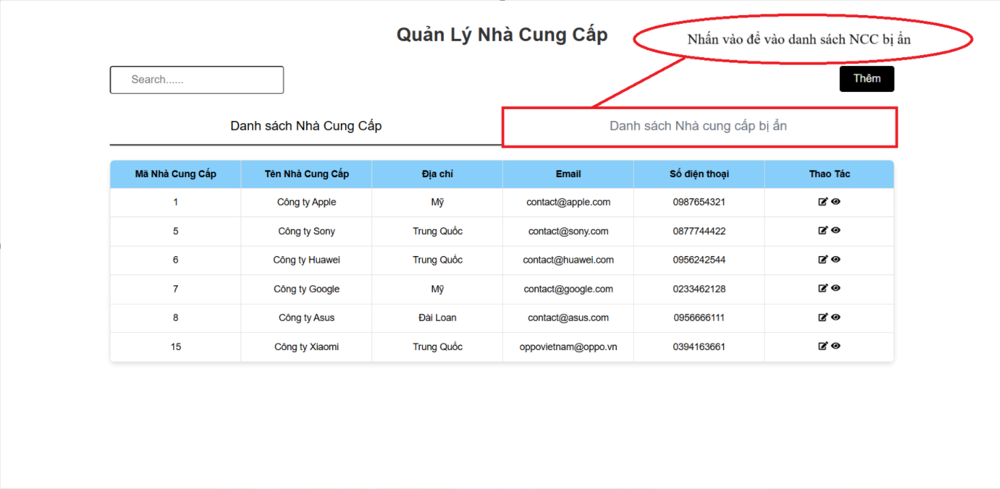 Quản Lý Nhà Cung Cấp
Nhấn vào để vào danh sách NCC bị ẩn
Search......
Thêm
Danh sách Nhà Cung Cấp
Danh sách Nhà cung cấp bị ẩn
Mã Nhà Cung Cấp Tên Nhà Cung Cấp Địa chỉ Email Số điện thoại Thao Tác
1 Công ty Apple Mỹ contact@apple.com 0987654321
5 Công ty Sony Trung Quốc contact@sony.com 0877744422
6 Công ty Huawei Trung Quốc contact@huawei.com 0956242544
7 Công ty Google Mỹ contact@google.com 0233462128
8 Công ty Asus Đài Loan contact@asus.com 0956666111
15 Công ty Xiaomi Trung Quốc oppovietnam@oppo.vn 0394163661